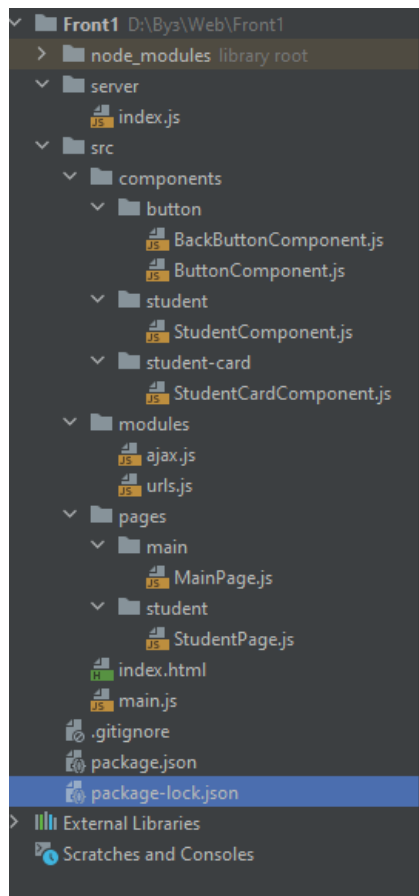 Front1 D:\Вуз\Web\Front1
node_modules library root
server
index.js
src
components
button
BackButtonComponent.js
ButtonComponent.js
student
StudentComponent.js
student-card
StudentCardComponent.js
modules
ajax.js
urls.js
pages
main
MainPage.js
student
StudentPage.js
index.html
main.js
.gitignore
package.json
package-lock.json
External Libraries
Scratches and Consoles